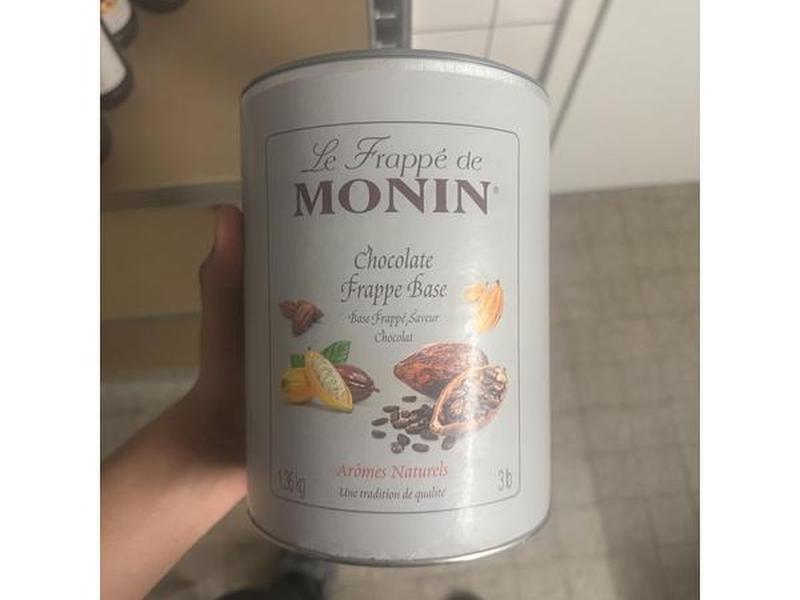 Le Frappé de
MONIN®
Chocolate
Frappe Base
Base Frappé Saveur
Chocolat
Arômes Naturels
1,36 kg
Une tradition de qualité
3 lb